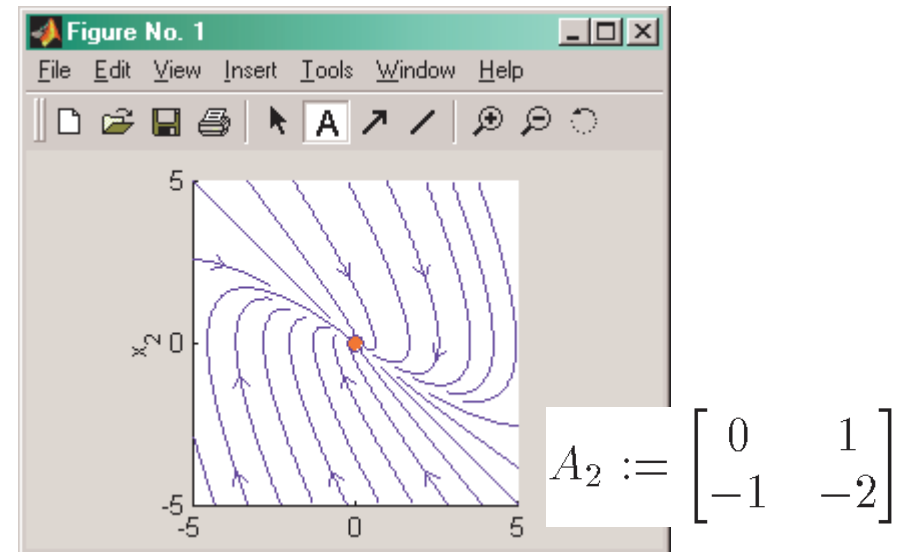 Figure No. 1
File Edit View Insert Tools Window Help
A
5
x₂ 0
-5
-5 0 5
A₂ := [ 0 1
-1 -2 ]